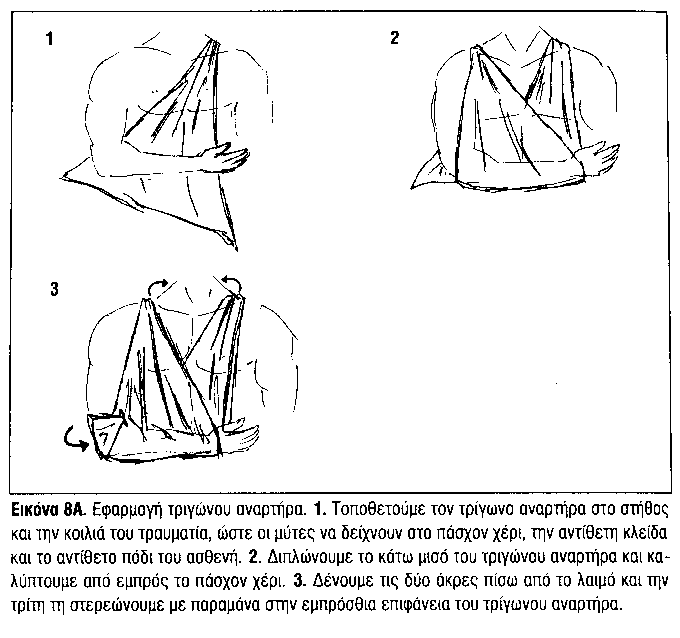 1
2
3
Εικόνα 8Α. Εφαρμογή τριγώνου αναρτήρα. 1. Τοποθετούμε τον τρίγωνο αναρτήρα στο στήθος
και την κοιλιά του τραυματία, ώστε οι μύτες να δείχνουν στο πάσχον χέρι, την αντίθετη κλείδα
και το αντίθετο πόδι του ασθενή. 2. Διπλώνουμε το κάτω μισό του τριγώνου αναρτήρα και κα-
λύπτουμε από εμπρός το πάσχον χέρι. 3. Δένουμε τις δύο άκρες πίσω από το λαιμό και την
τρίτη τη στερεώνουμε με παραμάνα στην εμπρόσθια επιφάνεια του τρίγωνου αναρτήρα.